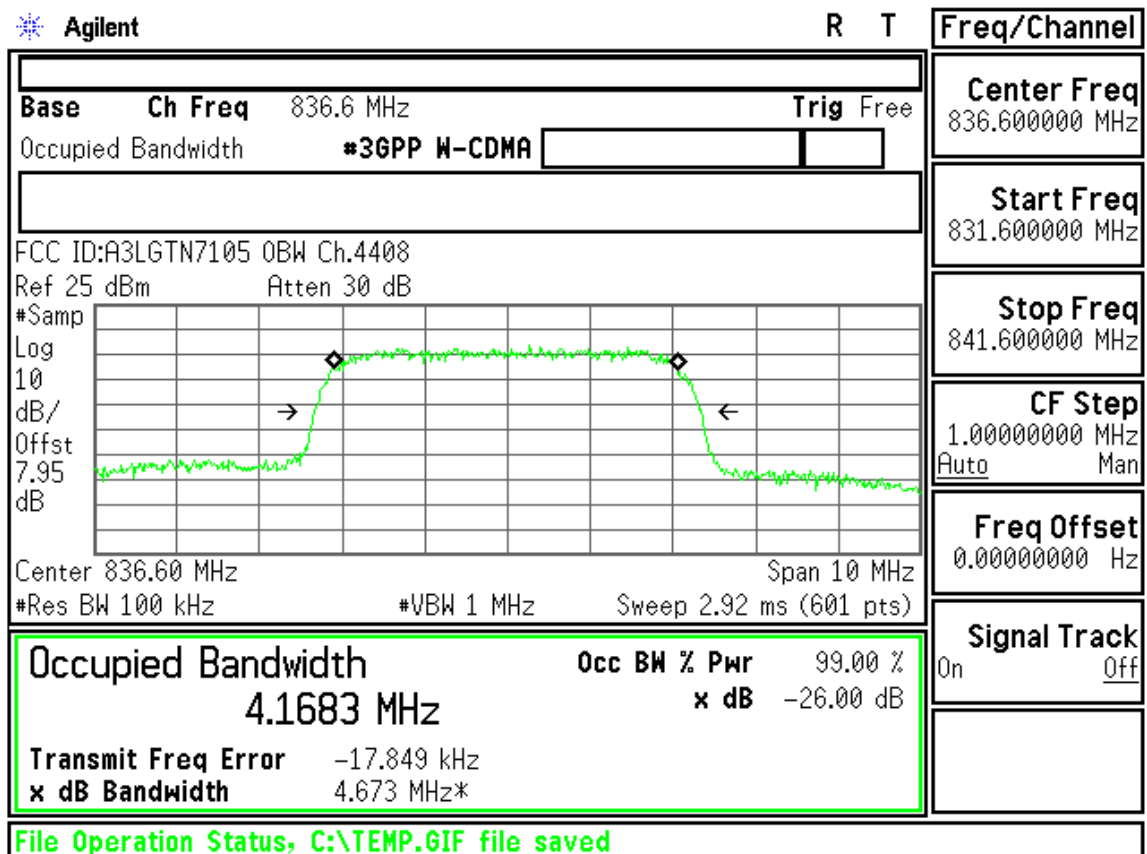 Agilent R T
Freq/Channel
Base Ch Freq 836.6 MHz Trig Free
Occupied Bandwidth #3GPP W-CDMA
FCC ID:A3LGTN7105 OBW Ch.4408
Ref 25 dBm Atten 30 dB
#Samp
Log
10
dB/
Offst
7.95
dB
Center 836.60 MHz Span 10 MHz
#Res BW 100 kHz #VBW 1 MHz Sweep 2.92 ms (601 pts)
Occupied Bandwidth Occ BW % Pwr 99.00 %
4.1683 MHz x dB -26.00 dB
Transmit Freq Error -17.849 kHz
x dB Bandwidth 4.673 MHz*
File Operation Status, C:\TEMP.GIF file saved
Center Freq
836.600000 MHz
Start Freq
831.600000 MHz
Stop Freq
841.600000 MHz
CF Step
1.00000000 MHz
Auto Man
Freq Offset
0.00000000 Hz
Signal Track
On Off